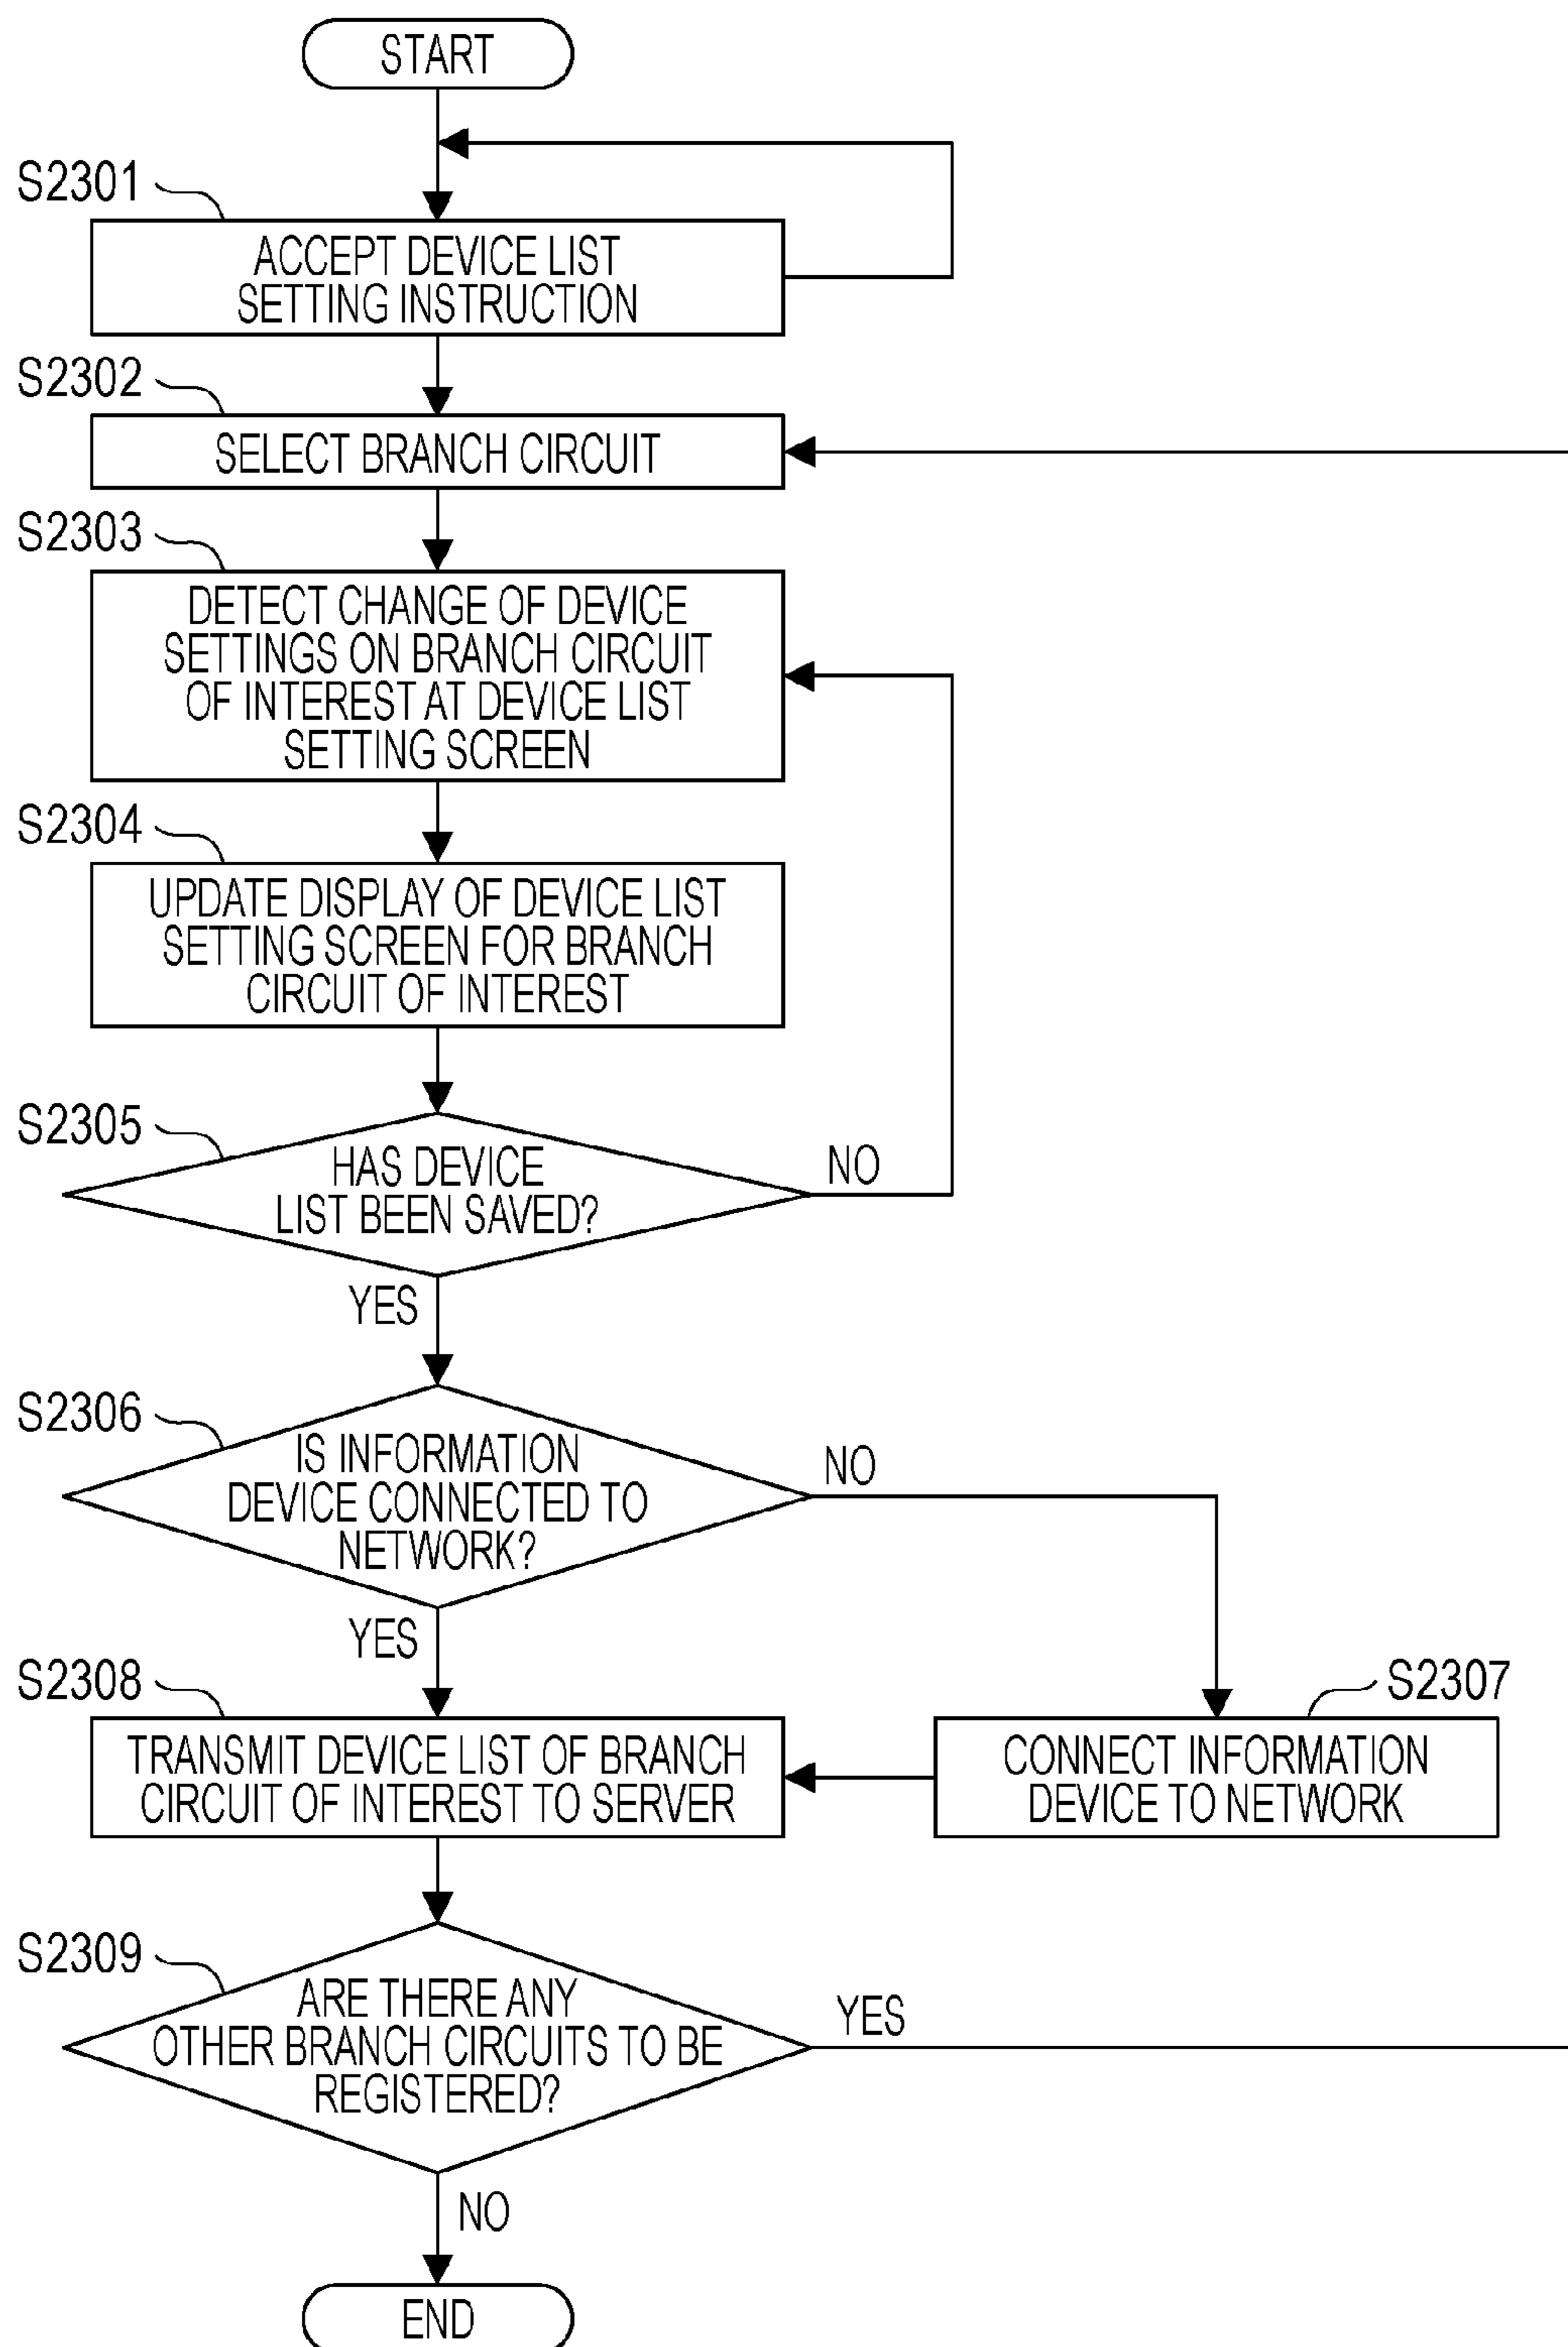 START
S2301
ACCEPT DEVICE LIST
SETTING INSTRUCTION
S2302
SELECT BRANCH CIRCUIT
S2303
DETECT CHANGE OF DEVICE
SETTINGS ON BRANCH CIRCUIT
OF INTEREST AT DEVICE LIST
SETTING SCREEN
S2304
UPDATE DISPLAY OF DEVICE LIST
SETTING SCREEN FOR BRANCH
CIRCUIT OF INTEREST
S2305
HAS DEVICE
LIST BEEN SAVED?
NO
YES
S2306
IS INFORMATION
DEVICE CONNECTED TO
NETWORK?
NO
YES
S2308
TRANSMIT DEVICE LIST OF BRANCH
CIRCUIT OF INTEREST TO SERVER
S2307
CONNECT INFORMATION
DEVICE TO NETWORK
S2309
ARE THERE ANY
OTHER BRANCH CIRCUITS TO BE
REGISTERED?
YES
NO
END